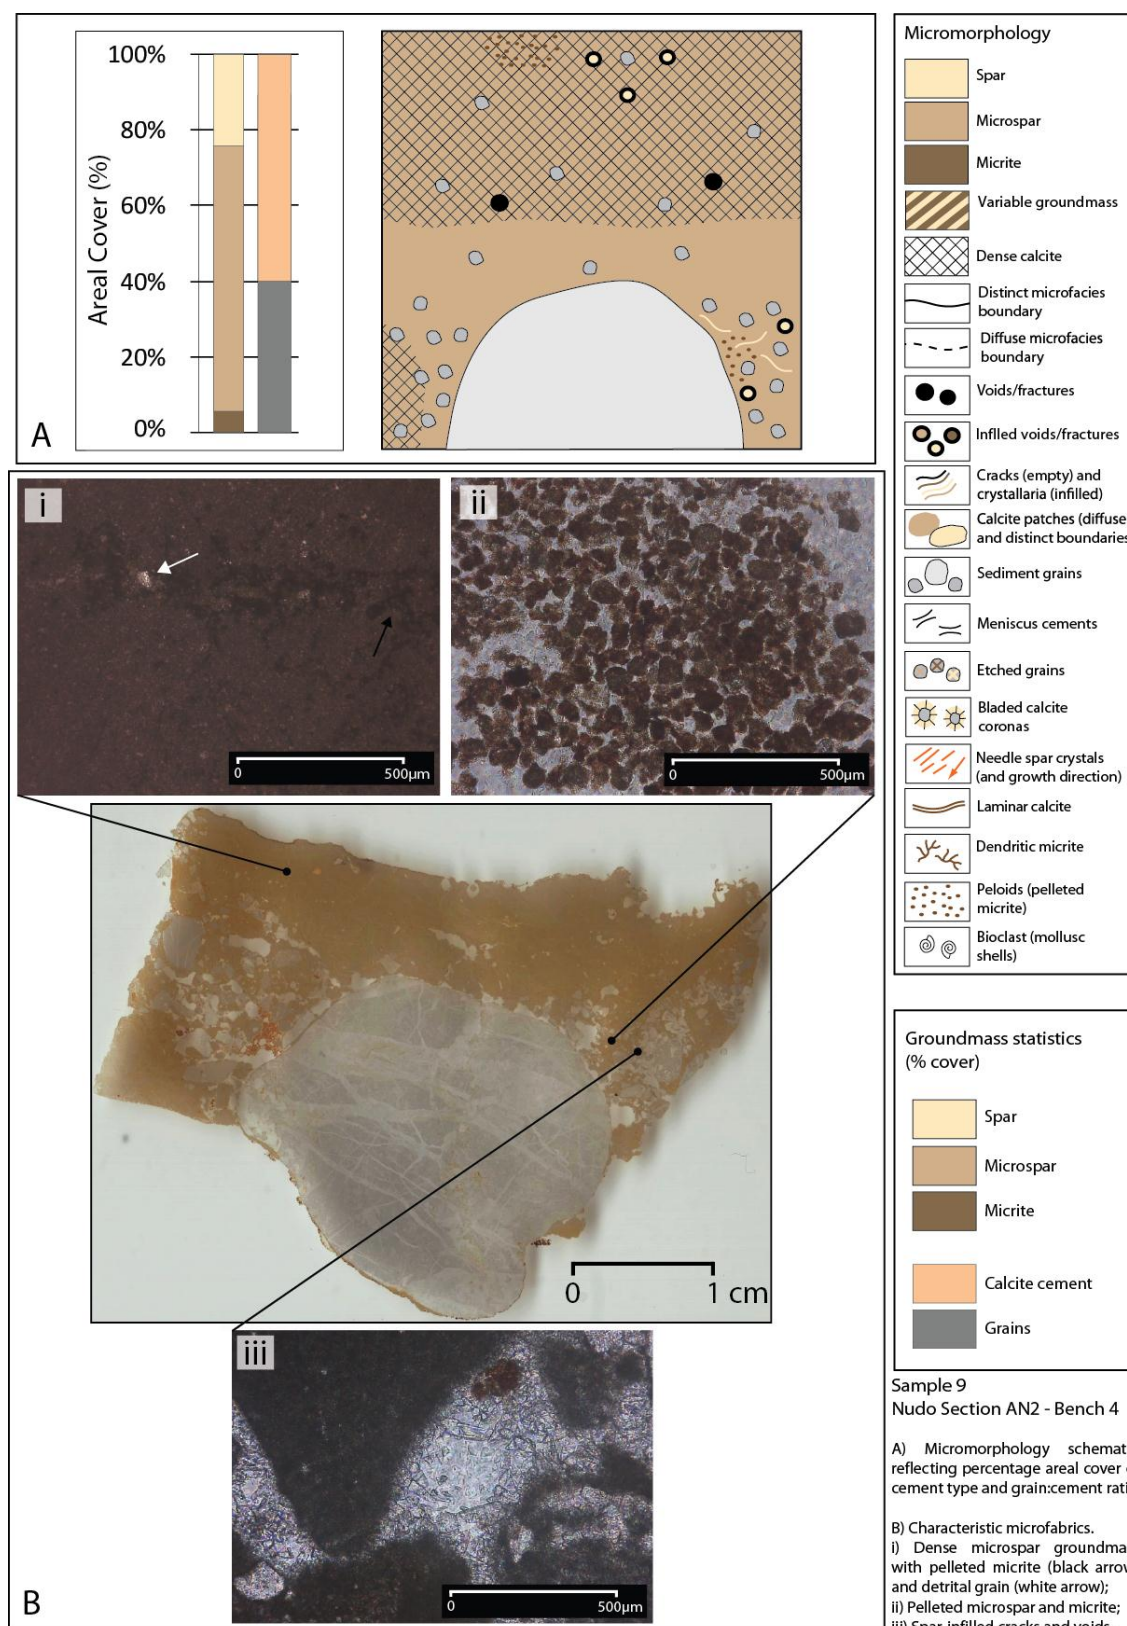 100%
80%
60%
40%
20%
0%
Areal Cover (%)
A
i
0 500µm
ii
0 500µm
0 1 cm
iii
0 500µm
B
Micromorphology
Spar
Microspar
Micrite
Variable groundmass
Dense calcite
Distinct microfacies
boundary
Diffuse microfacies
boundary
Voids/fractures
Inflled voids/fractures
Cracks (empty) and
crystallaria (infilled)
Calcite patches (diffuse
and distinct boundaries
Sediment grains
Meniscus cements
Etched grains
Bladed calcite
coronas
Needle spar crystals
(and growth direction)
Laminar calcite
Dendritic micrite
Peloids (pelleted
micrite)
Bioclast (mollusc
shells)
Groundmass statistics
(% cover)
Spar
Microspar
Micrite
Calcite cement
Grains
Sample 9
Nudo Section AN2 - Bench 4
A) Micromorphology schemat
reflecting percentage areal cover
cement type and grain:cement rati
B) Characteristic microfabrics.
i) Dense microspar groundma
with pelleted micrite (black arrow
and detrital grain (white arrow);
ii) Pelleted microspar and micrite;
iii) Spar-infilled cracks and voids